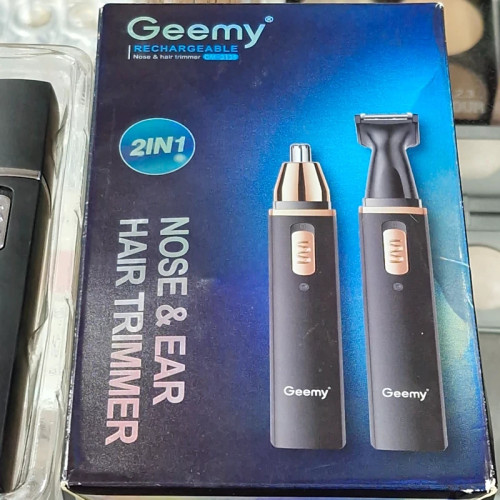 Geemy®
RECHARGEABLE
Nose & hair trimmer
2IN1
NOSE & EAR
HAIR TRIMMER
Geemy®
Geemy®